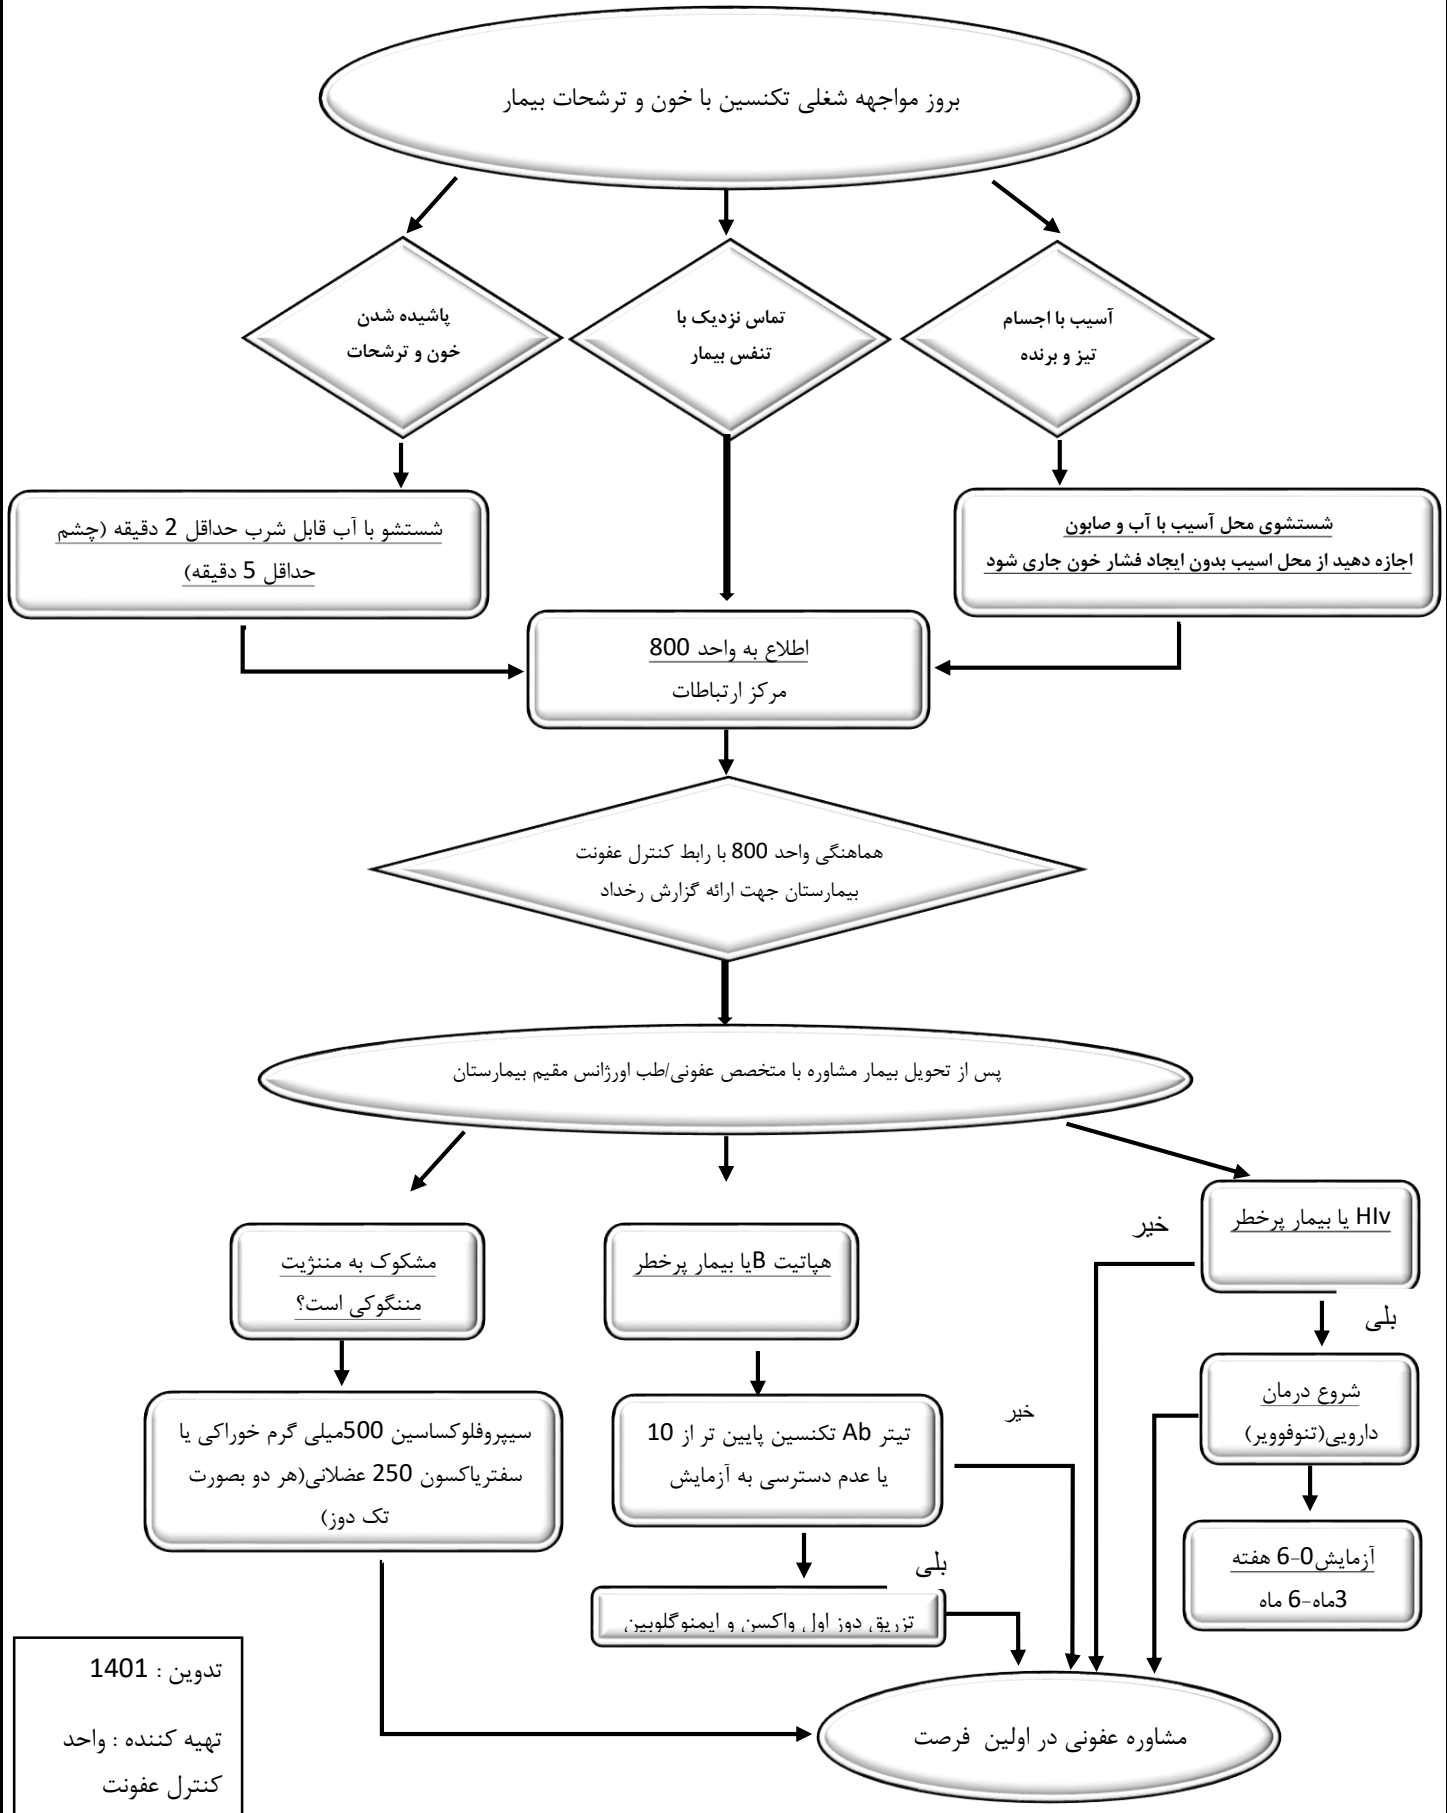 بروز مواجهه شغلی تکنسین با خون و ترشحات بیمار
آسیب با اجسام
تیز و برنده
تماس نزدیک با
تنفس بیمار
پاشیده شدن
خون و ترشحات
شستشوی محل آسیب با آب و صابون
اجازه دهید از محل اسیب بدون ایجاد فشار خون جاری شود
شستشو با آب قابل شرب حداقل 2 دقیقه (چشم
حداقل 5 دقیقه)
اطلاع به واحد 800
مرکز ارتباطات
هماهنگی واحد 800 با رابط کنترل عفونت
بیمارستان جهت ارائه گزارش رخداد
پس از تحویل بیمار مشاوره با متخصص عفونی/طب اورژانس مقیم بیمارستان
HIv یا بیمار پرخطر
خیر
بلی
هپاتیت Bیا بیمار پرخطر
مشکوک به مننژیت
مننگوکی است؟
شروع درمان
دارویی(تنوفوویر)
تیتر Ab تکنسین پایین تر از 10
یا عدم دسترسی به آزمایش
خیر
سیپروفلوکساسین 500میلی گرم خوراکی یا
سفتریاکسون 250 عضلانی(هر دو بصورت
تک دوز)
آزمایش0-6 هفته
3ماه-6 ماه
بلی
تزریق دوز اول واکسن و ایمنوگلوبین
مشاوره عفونی در اولین فرصت
تدوین : 1401
تهیه کننده : واحد
کنترل عفونت